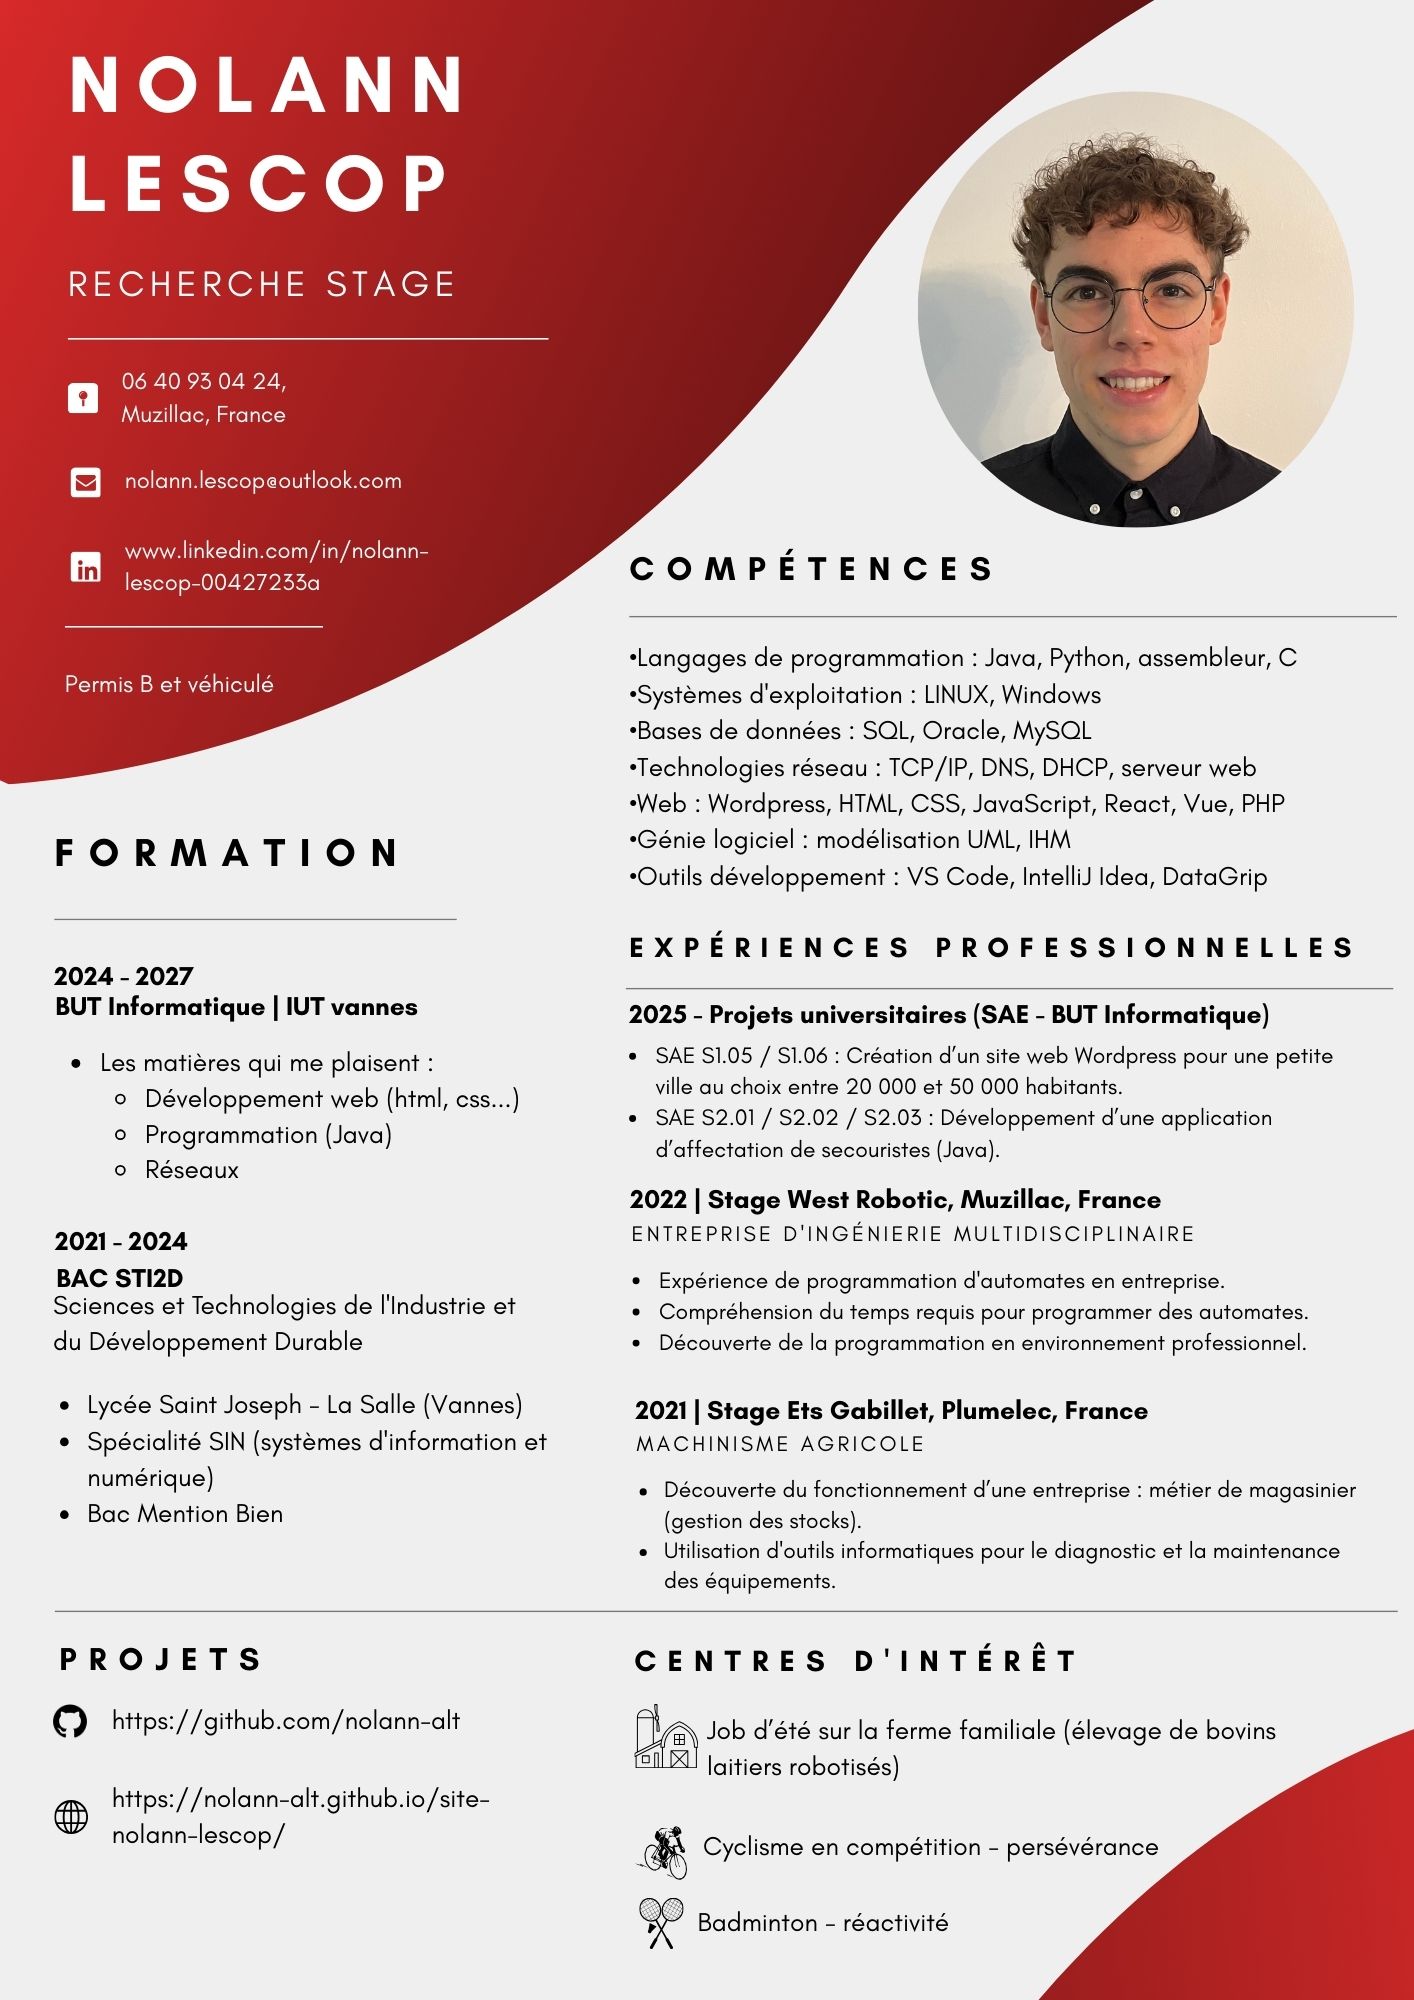 NOLANN
LESCOP
RECHERCHE STAGE
06 40 93 04 24,
Muzillac, France
nolann.lescop@outlook.com
www.linkedin.com/in/nolann-
lescop-00427233a
Permis B et véhiculé
COMPÉTENCES
•Langages de programmation : Java, Python, assembleur, C
•Systèmes d'exploitation : LINUX, Windows
•Bases de données : SQL, Oracle, MySQL
•Technologies réseau : TCP/IP, DNS, DHCP, serveur web
•Web : Wordpress, HTML, CSS, JavaScript, React, Vue, PHP
•Génie logiciel : modélisation UML, IHM
•Outils développement : VS Code, IntelliJ Idea, DataGrip
FORMATION
2024 - 2027
BUT Informatique | IUT vannes
• Les matières qui me plaisent :
◦ Développement web (html, css...)
◦ Programmation (Java)
◦ Réseaux
2021 - 2024
BAC STI2D
Sciences et Technologies de l'Industrie et
du Développement Durable
• Lycée Saint Joseph - La Salle (Vannes)
• Spécialité SIN (systèmes d'information et
numérique)
• Bac Mention Bien
EXPÉRIENCES PROFESSIONNELLES
2025 - Projets universitaires (SAE - BUT Informatique)
• SAE S1.05 / S1.06 : Création d’un site web Wordpress pour une petite
ville au choix entre 20 000 et 50 000 habitants.
• SAE S2.01 / S2.02 / S2.03 : Développement d’une application
d’affectation de secouristes (Java).
2022 | Stage West Robotic, Muzillac, France
ENTREPRISE D'INGÉNIERIE MULTIDISCIPLINAIRE
• Expérience de programmation d'automates en entreprise.
• Compréhension du temps requis pour programmer des automates.
• Découverte de la programmation en environnement professionnel.
2021 | Stage Ets Gabillet, Plumelec, France
MACHINISME AGRICOLE
• Découverte du fonctionnement d’une entreprise : métier de magasinier
(gestion des stocks).
• Utilisation d'outils informatiques pour le diagnostic et la maintenance
des équipements.
PROJETS
https://github.com/nolann-alt
https://nolann-alt.github.io/site-
nolann-lescop/
CENTRES D'INTÉRÊT
Job d’été sur la ferme familiale (élevage de bovins
laitiers robotisés)
Cyclisme en compétition - persévérance
Badminton - réactivité